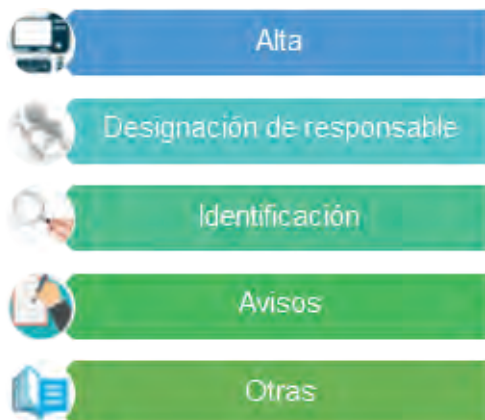 Alta
Designación de responsable
Identificación
Avisos
Otras